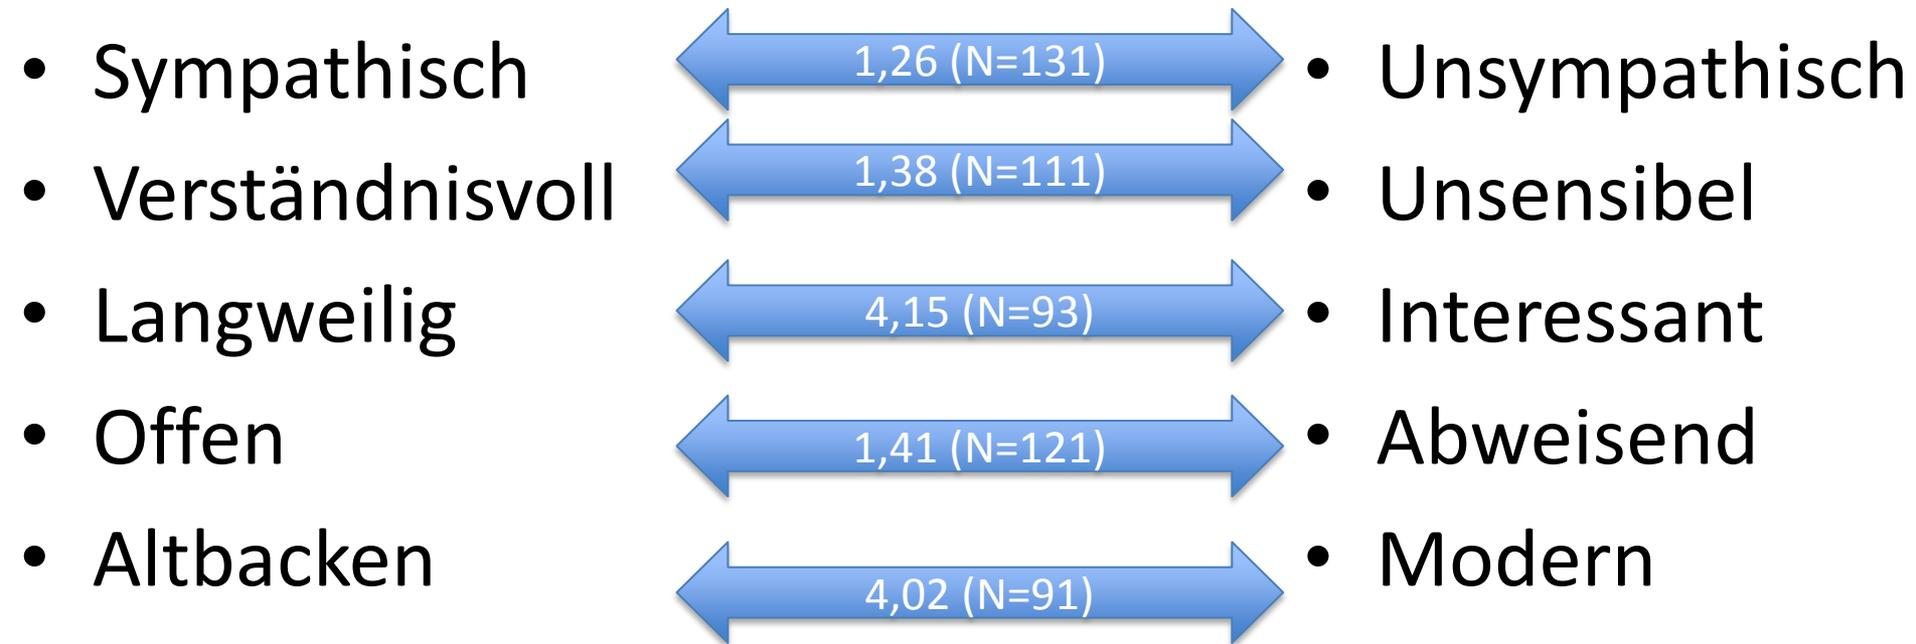 • Sympathisch 1,26 (N=131) • Unsympathisch
• Verständnisvoll 1,38 (N=111) • Unsensibel
• Langweilig 4,15 (N=93) • Interessant
• Offen 1,41 (N=121) • Abweisend
• Altbacken 4,02 (N=91) • Modern